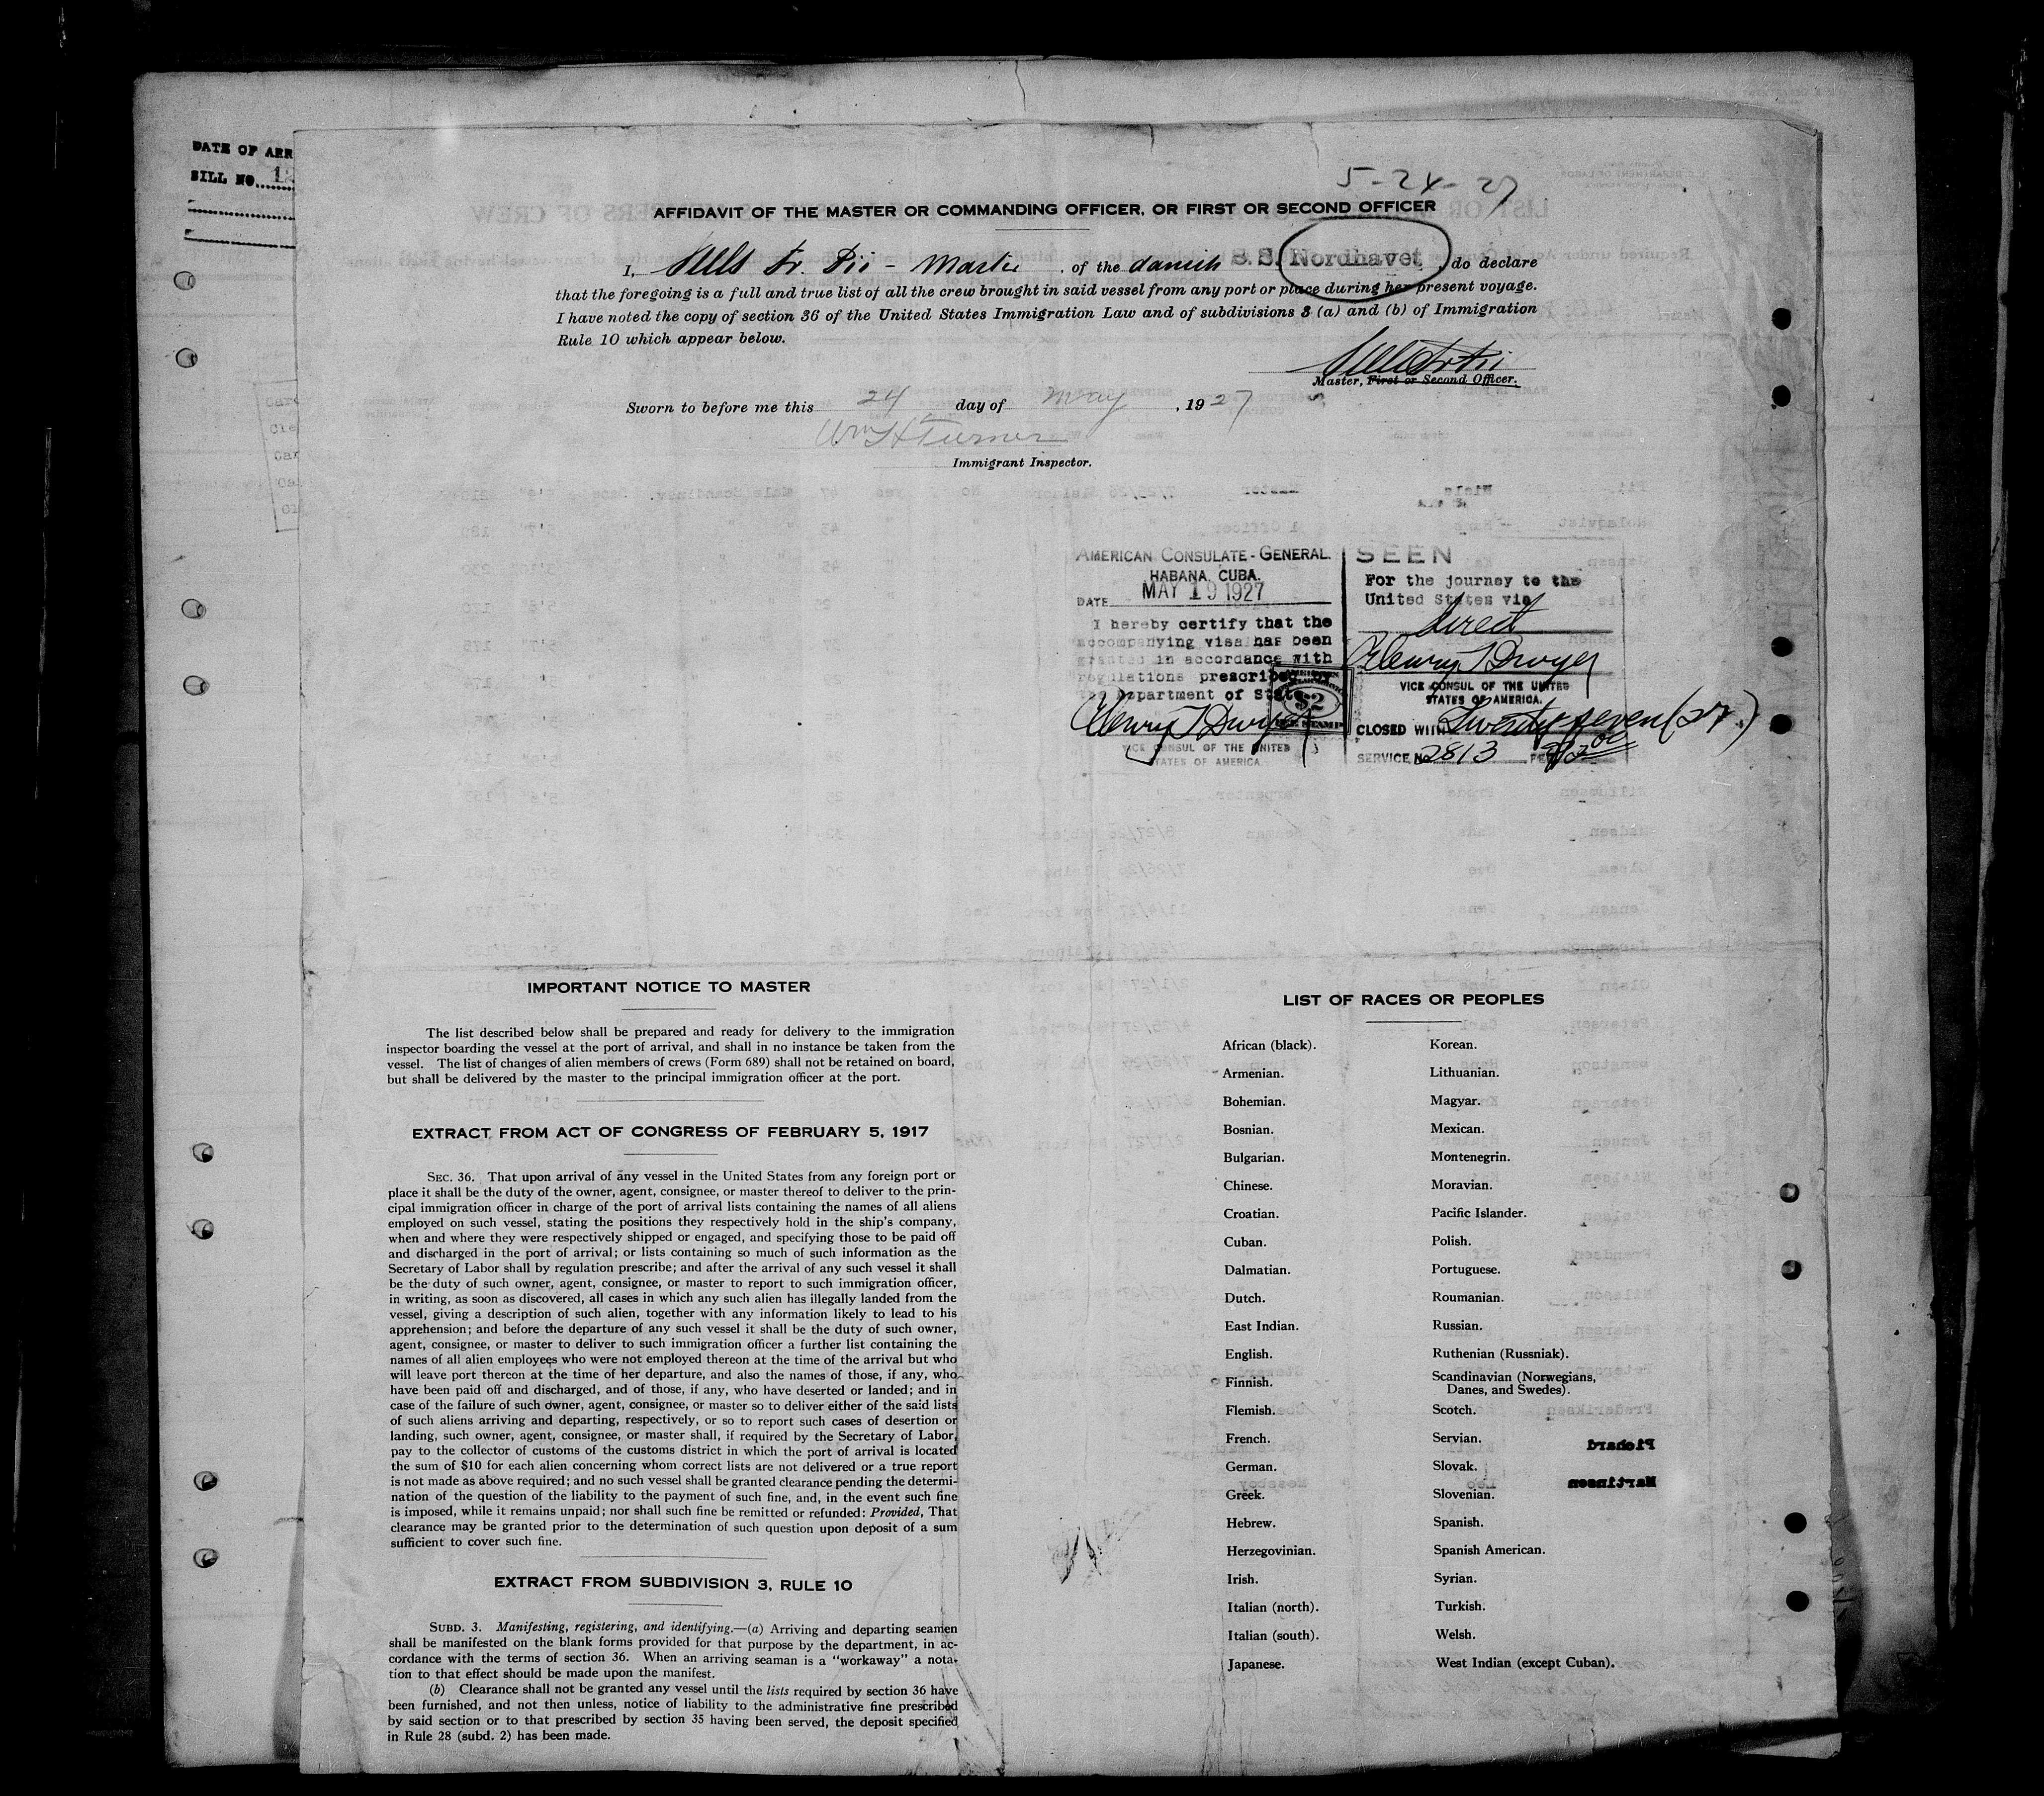 DATE OF ARR
BILL NO. 12
5-24-27
AFFIDAVIT OF THE MASTER OR COMMANDING OFFICER, OR FIRST OR SECOND OFFICER
I, Niels Fr. Pii - Master, of the danish S.S. Nordhavet, do declare
that the foregoing is a full and true list of all the crew brought in said vessel from any port or place during her present voyage.
I have noted the copy of section 36 of the United States Immigration Law and of subdivisions 3 (a) and (b) of Immigration
Rule 10 which appear below.
Niels Fr Pii
Master, First or Second Officer.
Sworn to before me this 24 day of May, 1927
Wm H Turner
Immigrant Inspector.
AMERICAN CONSULATE-GENERAL.
HABANA, CUBA.
DATE MAY 19 1927
I hereby certify that the
accompanying visa has been
granted in accordance with
regulations prescribed by
the Department of State
Henry T Dwyer
VICE CONSUL OF THE UNITED
STATES OF AMERICA
$2
FEE STAMP
SEEN
For the journey to the
United States via
direct
Henry T Dwyer
VICE CONSUL OF THE UNITED
STATES OF AMERICA.
CLOSED WITH Twenty seven (27.)
SERVICE No 2813 FEE $2.00
IMPORTANT NOTICE TO MASTER
The list described below shall be prepared and ready for delivery to the immigration
inspector boarding the vessel at the port of arrival, and shall in no instance be taken from the
vessel. The list of changes of alien members of crews (Form 689) shall not be retained on board,
but shall be delivered by the master to the principal immigration officer at the port.
EXTRACT FROM ACT OF CONGRESS OF FEBRUARY 5, 1917
SEC. 36. That upon arrival of any vessel in the United States from any foreign port or
place it shall be the duty of the owner, agent, consignee, or master thereof to deliver to the prin-
cipal immigration officer in charge of the port of arrival lists containing the names of all aliens
employed on such vessel, stating the positions they respectively hold in the ship's company,
when and where they were respectively shipped or engaged, and specifying those to be paid off
and discharged in the port of arrival; or lists containing so much of such information as the
Secretary of Labor shall by regulation prescribe; and after the arrival of any such vessel it shall
be the duty of such owner, agent, consignee, or master to report to such immigration officer,
in writing, as soon as discovered, all cases in which any such alien has illegally landed from the
vessel, giving a description of such alien, together with any information likely to lead to his
apprehension; and before the departure of any such vessel it shall be the duty of such owner,
agent, consignee, or master to deliver to such immigration officer a further list containing the
names of all alien employees who were not employed thereon at the time of the arrival but who
will leave port thereon at the time of her departure, and also the names of those, if any, who
have been paid off and discharged, and of those, if any, who have deserted or landed; and in
case of the failure of such owner, agent, consignee, or master so to deliver either of the said lists
of such aliens arriving and departing, respectively, or so to report such cases of desertion or
landing, such owner, agent, consignee, or master shall, if required by the Secretary of Labor,
pay to the collector of customs of the customs district in which the port of arrival is located
the sum of $10 for each alien concerning whom correct lists are not delivered or a true report
is not made as above required; and no such vessel shall be granted clearance pending the determi-
nation of the question of the liability to the payment of such fine, and, in the event such fine
is imposed, while it remains unpaid; nor shall such fine be remitted or refunded: Provided, That
clearance may be granted prior to the determination of such question upon deposit of a sum
sufficient to cover such fine.
EXTRACT FROM SUBDIVISION 3, RULE 10
SUBD. 3. Manifesting, registering, and identifying.—(a) Arriving and departing seamen
shall be manifested on the blank forms provided for that purpose by the department, in ac-
cordance with the terms of section 36. When an arriving seaman is a "workaway" a nota-
tion to that effect should be made upon the manifest.
(b) Clearance shall not be granted any vessel until the lists required by section 36 have
been furnished, and not then unless, notice of liability to the administrative fine prescribed
by said section or to that prescribed by section 35 having been served, the deposit specified
in Rule 28 (subd. 2) has been made.
LIST OF RACES OR PEOPLES
African (black).
Armenian.
Bohemian.
Bosnian.
Bulgarian.
Chinese.
Croatian.
Cuban.
Dalmatian.
Dutch.
East Indian.
English.
Finnish.
Flemish.
French.
German.
Greek.
Hebrew.
Herzegovinian.
Irish.
Italian (north).
Italian (south).
Japanese.
Korean.
Lithuanian.
Magyar.
Mexican.
Montenegrin.
Moravian.
Pacific Islander.
Polish.
Portuguese.
Roumanian.
Russian.
Ruthenian (Russniak).
Scandinavian (Norwegians,
Danes, and Swedes).
Scotch.
Servian.
Slovak.
Slovenian.
Spanish.
Spanish American.
Syrian.
Turkish.
Welsh.
West Indian (except Cuban).